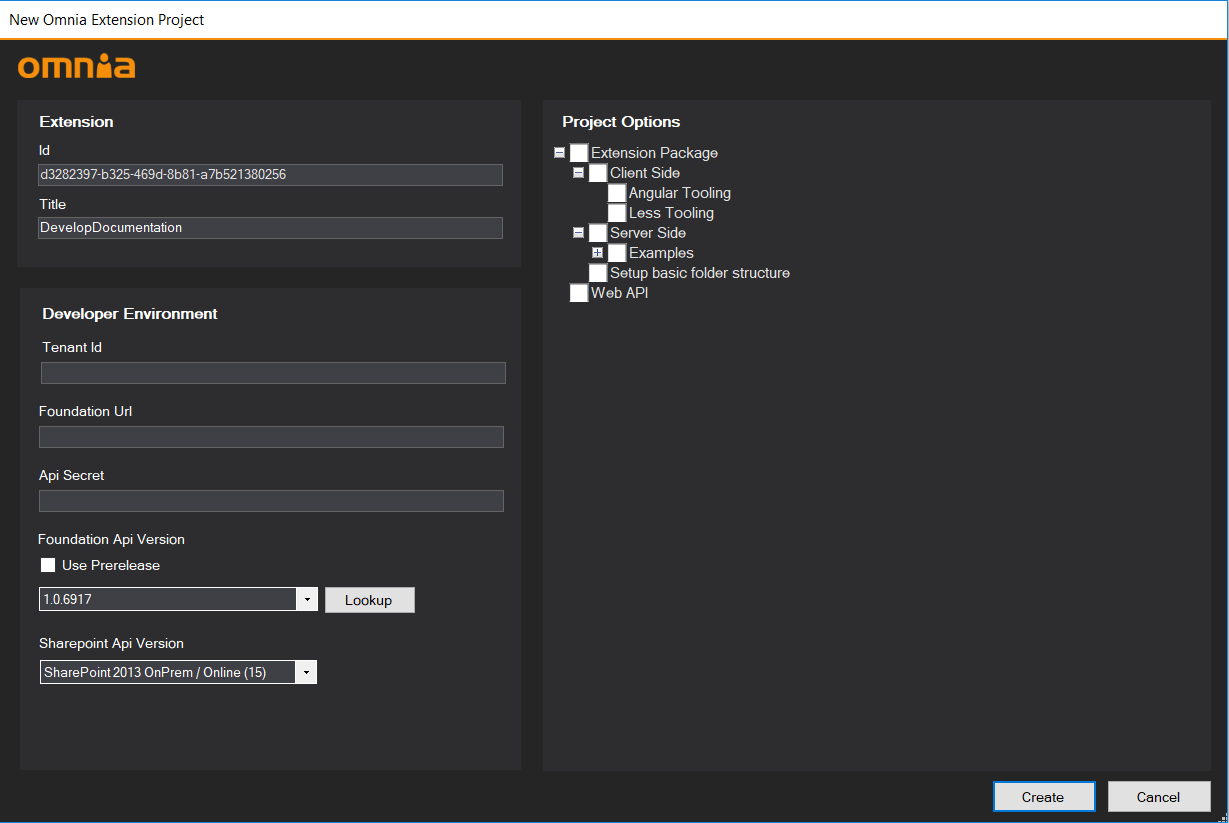 New Omnia Extension Project
omnia
Extension
Id
d3282397-b325-469d-8b81-a7b521380256
Title
DevelopDocumentation
Developer Environment
Tenant Id
Foundation Url
Api Secret
Foundation Api Version
Use Prerelease
1.0.6917
Lookup
Sharepoint Api Version
SharePoint 2013 OnPrem / Online (15)
Project Options
Extension Package
Client Side
Angular Tooling
Less Tooling
Server Side
Examples
Setup basic folder structure
Web API
Create
Cancel